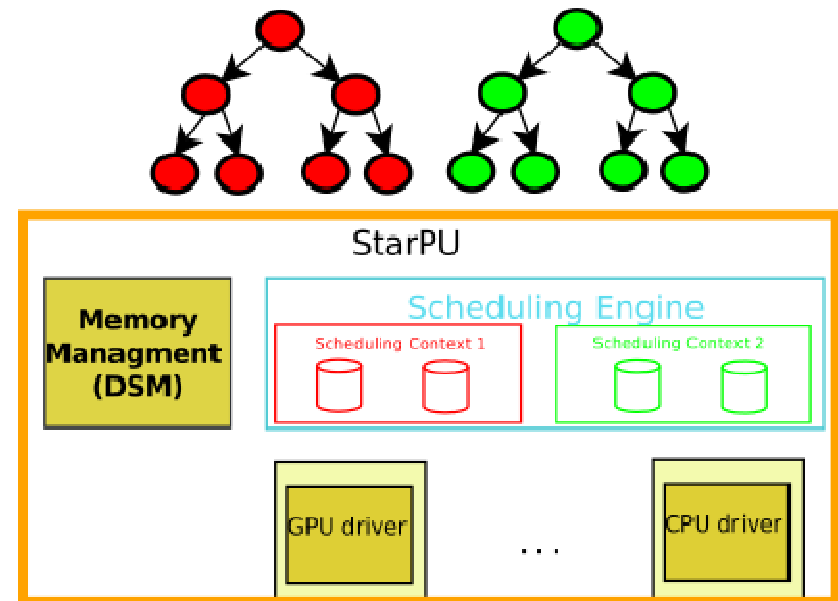 StarPU
Memory
Managment
(DSM)
Scheduling Engine
Scheduling Context 1
Scheduling Context 2
GPU driver
...
CPU driver